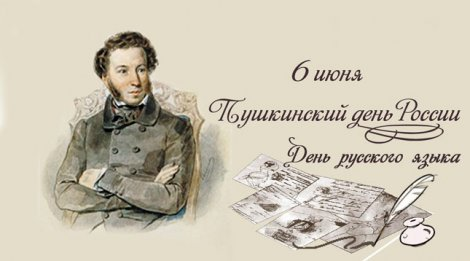 6 июня
Пушкинский день России
День русского языка